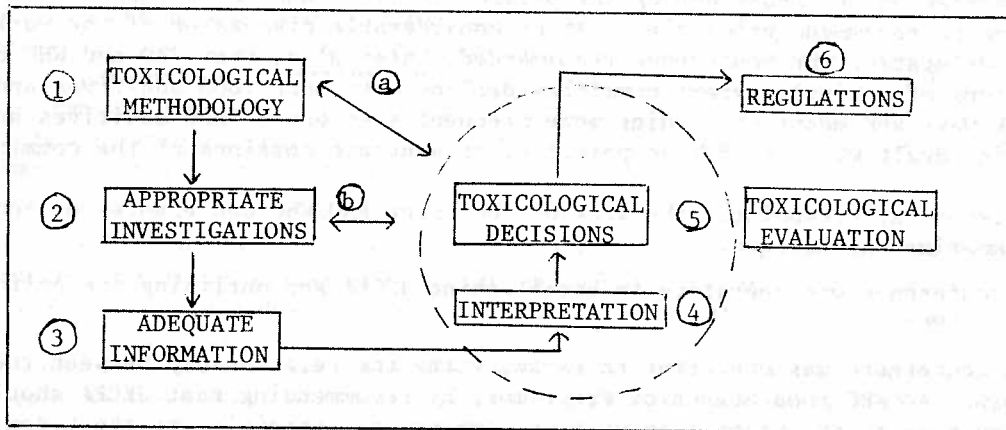 1
TOXICOLOGICAL
METHODOLOGY
a
6
REGULATIONS
2
APPROPRIATE
INVESTIGATIONS
b
TOXICOLOGICAL
DECISIONS
5
TOXICOLOGICAL
EVALUATION
3
ADEQUATE
INFORMATION
INTERPRETATION
4